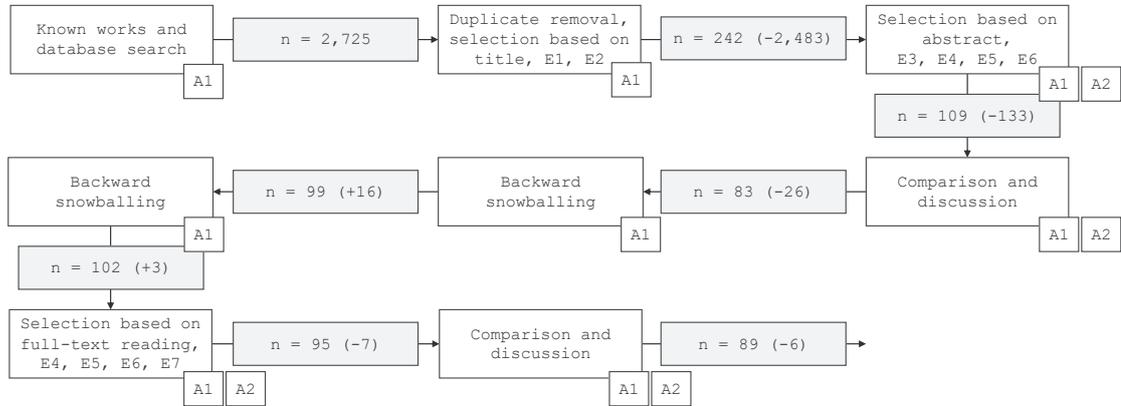 Known works and
database search
A1
n = 2,725
Duplicate removal,
selection based on
title, E1, E2
A1
n = 242 (-2,483)
Selection based on
abstract,
E3, E4, E5, E6
A1
A2
n = 109 (-133)
Comparison and
discussion
A1
A2
n = 83 (-26)
Backward
snowballing
A1
n = 99 (+16)
Backward
snowballing
A1
n = 102 (+3)
Selection based on
full-text reading,
E4, E5, E6, E7
A1
A2
n = 95 (-7)
Comparison and
discussion
A1
A2
n = 89 (-6)